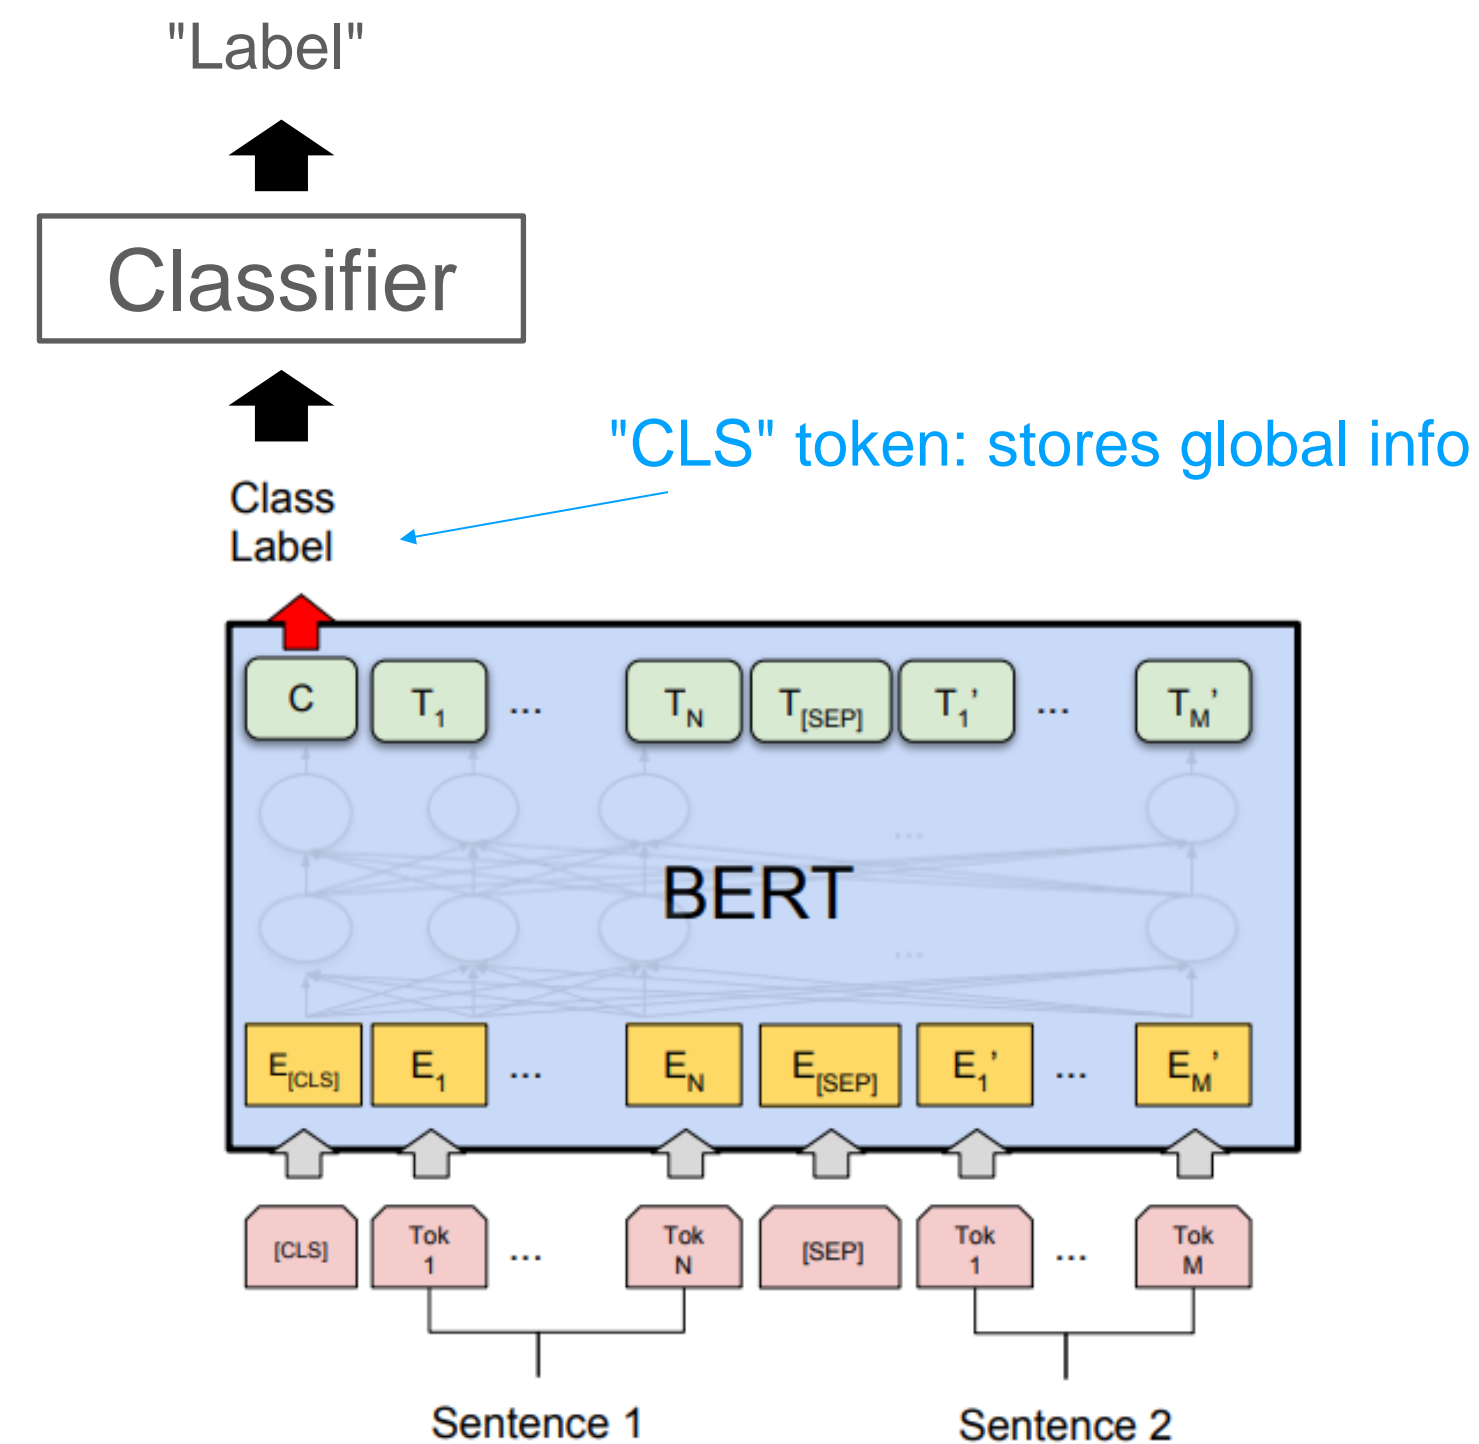 "Label"
Classifier
"CLS" token: stores global info
Class
Label
C T1 ... TN T[SEP] T1’ ... TM’
...
BERT
...
E[CLS] E1 ... EN E[SEP] E1’ ... EM’
[CLS] Tok 1 ... Tok N [SEP] Tok 1 ... Tok M
Sentence 1 Sentence 2